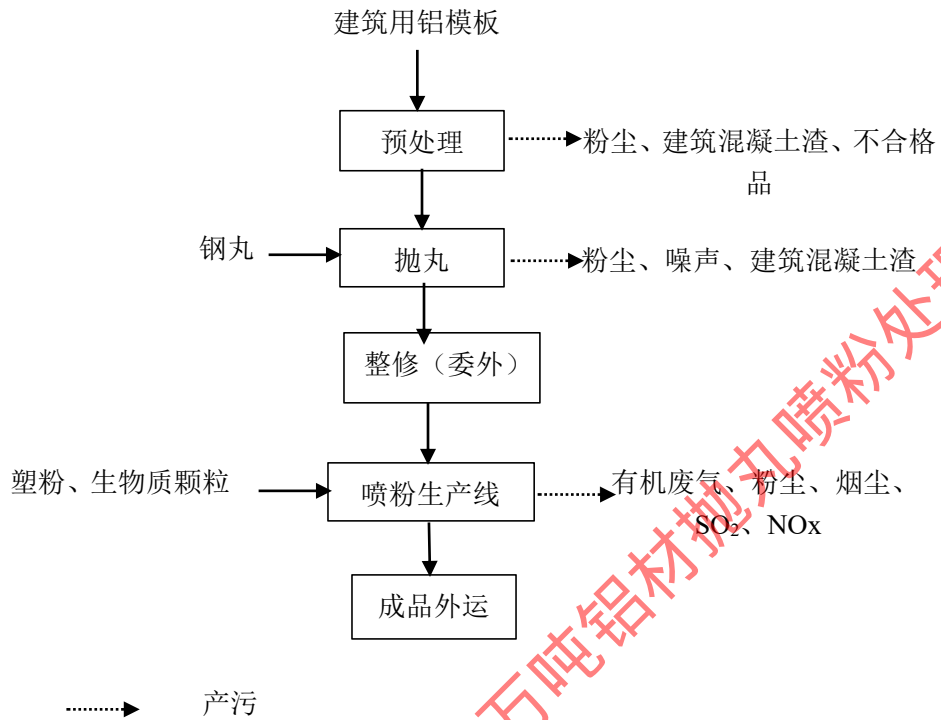 建筑用铝模板
预处理
粉尘、建筑混凝土渣、不合格
品
钢丸
抛丸
粉尘、噪声、建筑混凝土渣
整修（委外）
塑粉、生物质颗粒
喷粉生产线
有机废气、粉尘、烟尘、
SO₂、NOx
成品外运
产污
万吨铝材抛丸喷粉处理